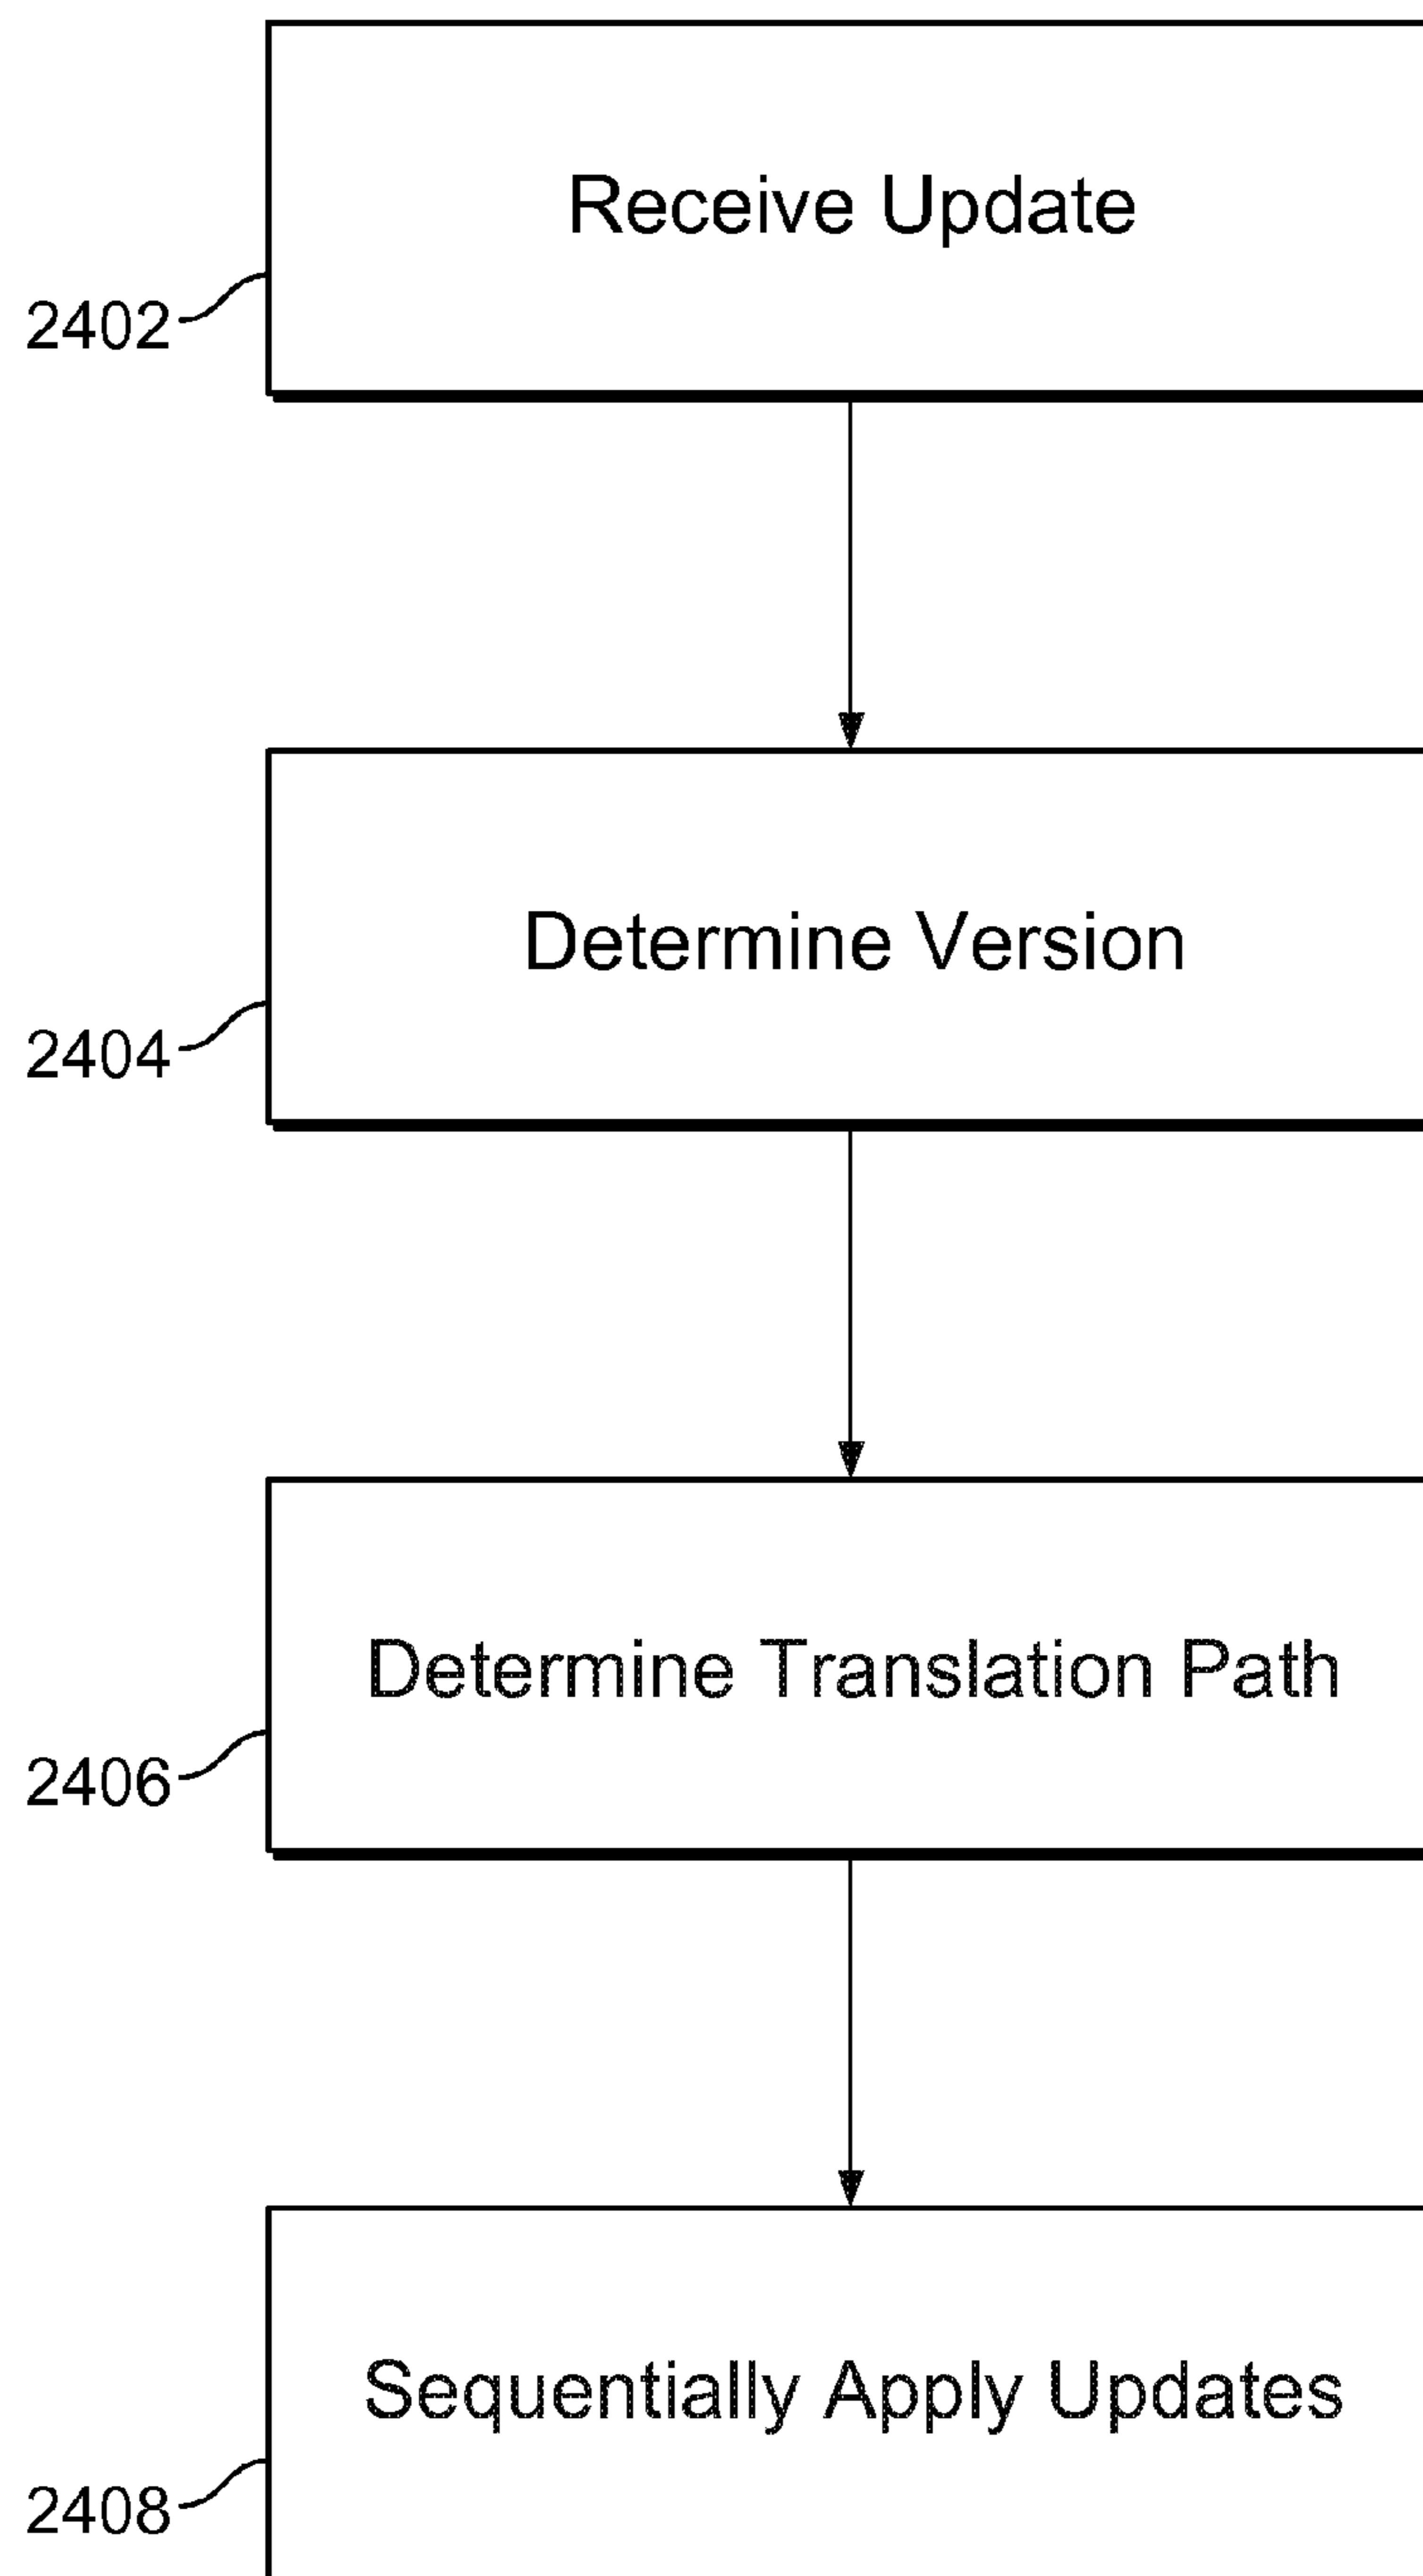 Receive Update
2402
Determine Version
2404
Determine Translation Path
2406
Sequentially Apply Updates
2408